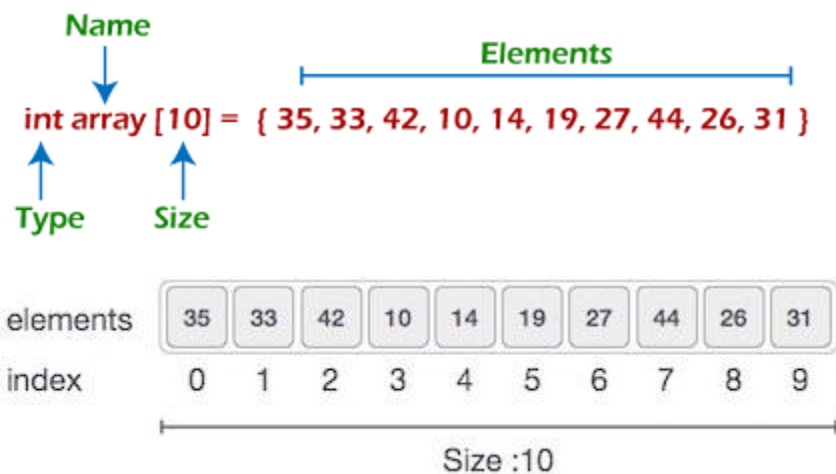 Name
Elements
int array [10] = { 35, 33, 42, 10, 14, 19, 27, 44, 26, 31 }
Type Size
elements 35 33 42 10 14 19 27 44 26 31
index 0 1 2 3 4 5 6 7 8 9
Size :10